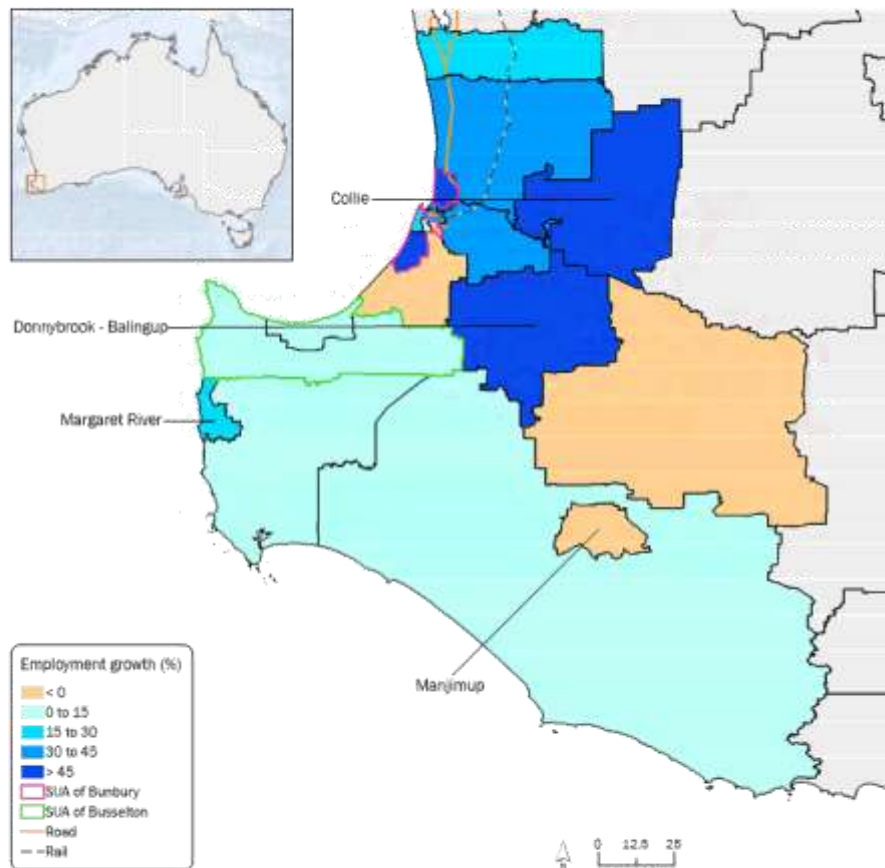 Collie
Donnybrook - Balingup
Margaret River
Manjimup
Employment growth (%)
< 0
0 to 15
15 to 30
30 to 45
> 45
SUA of Bunbury
SUA of Busselton
Road
Rail
0 12.5 25